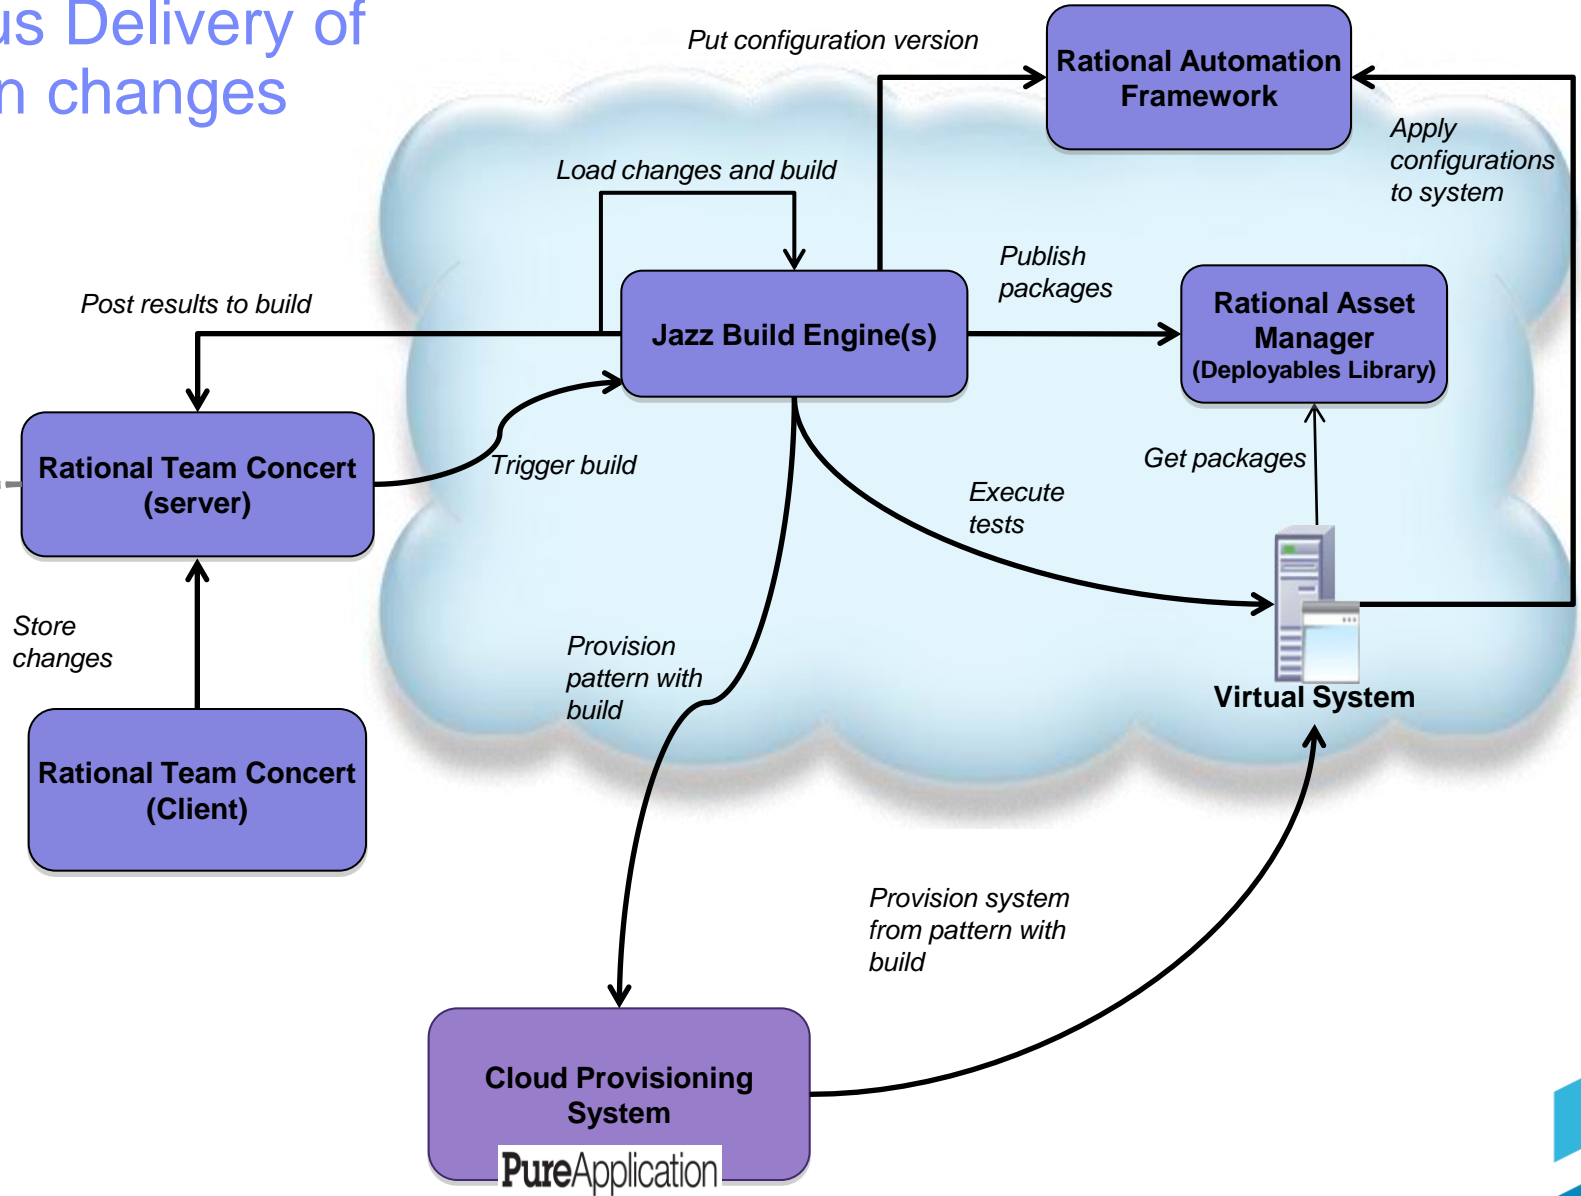 us Delivery of
n changes
Put configuration version
Rational Automation
Framework
Apply
configurations
to system
Load changes and build
Publish
packages
Post results to build
Jazz Build Engine(s)
Rational Asset
Manager
(Deployables Library)
Rational Team Concert
(server)
Trigger build
Get packages
Execute
tests
Store
changes
Provision
pattern with
build
Virtual System
Rational Team Concert
(Client)
Provision system
from pattern with
build
Cloud Provisioning
System
PureApplication